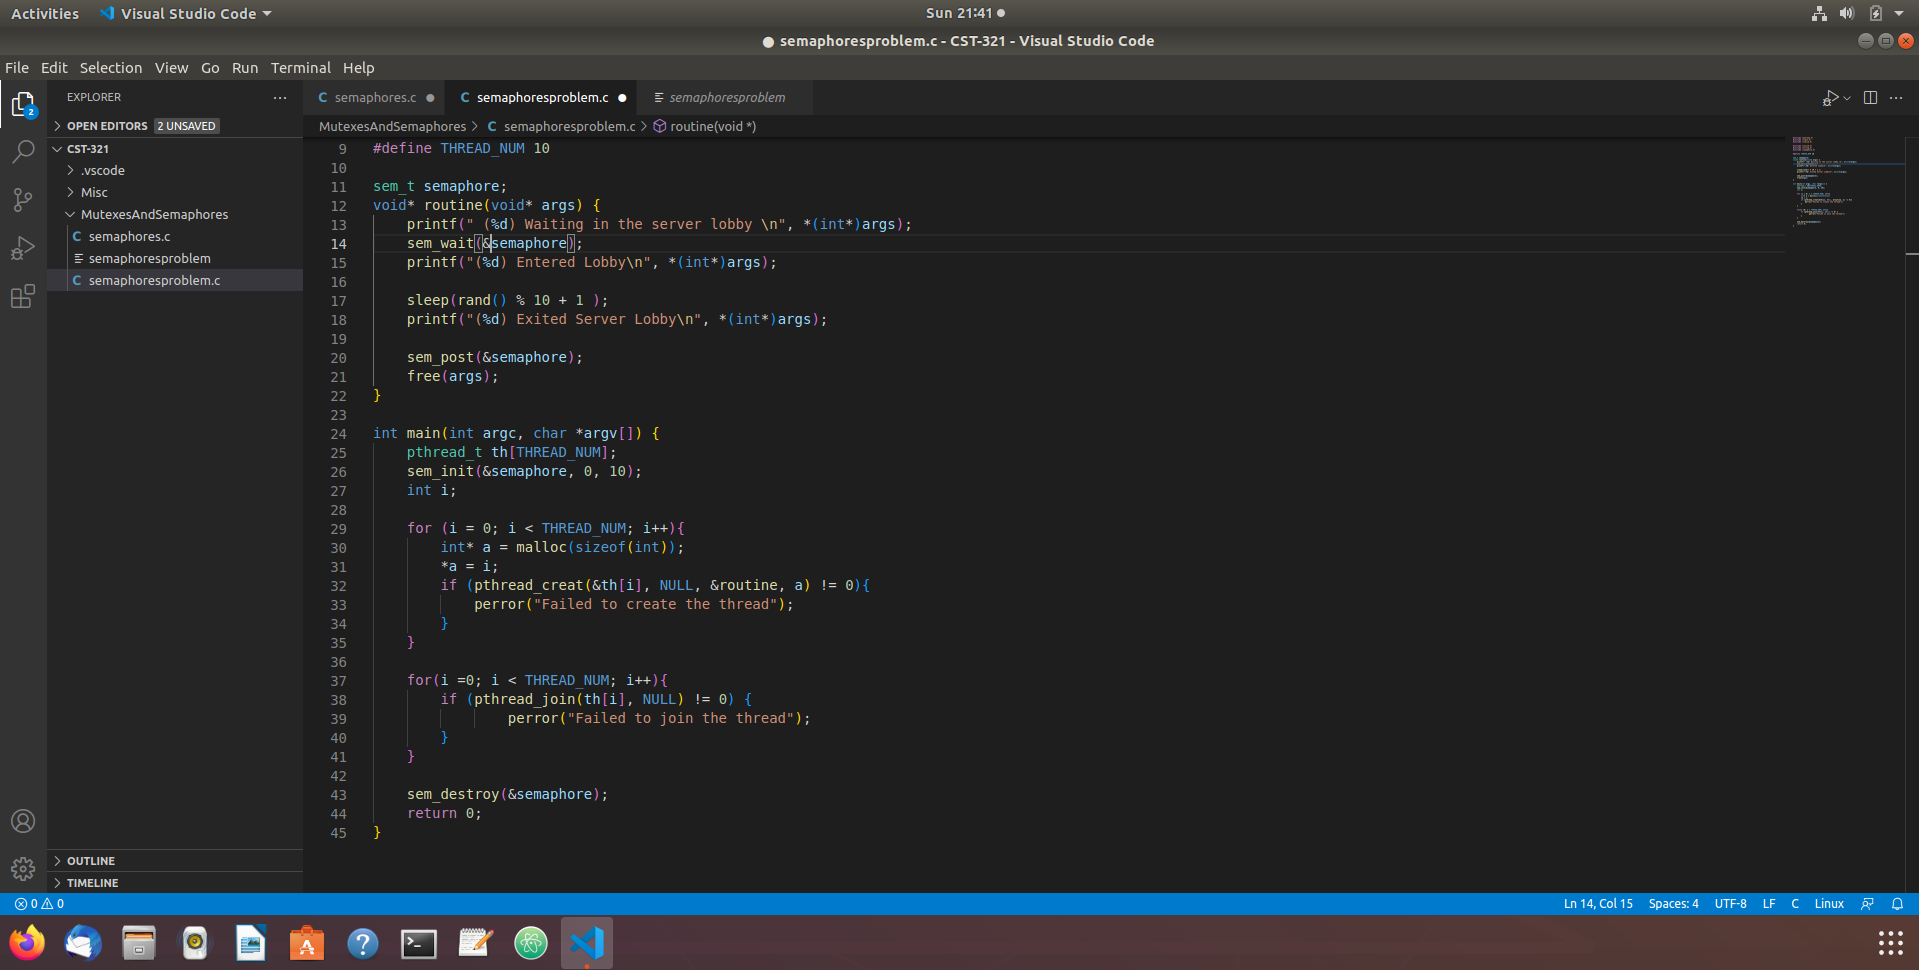 Activities Visual Studio Code Sun 21:41
semaphoresproblem.c - CST-321 - Visual Studio Code
File Edit Selection View Go Run Terminal Help
EXPLORER
OPEN EDITORS 2 UNSAVED
CST-321
.vscode
Misc
MutexesAndSemaphores
semaphores.c
semaphoresproblem
semaphoresproblem.c
OUTLINE
TIMELINE
2
semaphores.c semaphoresproblem.c semaphoresproblem
MutexesAndSemaphores > C semaphoresproblem.c > routine(void *)
9 #define THREAD_NUM 10
10
11 sem_t semaphore;
12 void* routine(void* args) {
13     printf(" (%d) Waiting in the server lobby \n", *(int*)args);
14     sem_wait(&semaphore);
15     printf("(%d) Entered Lobby\n", *(int*)args);
16
17     sleep(rand() % 10 + 1 );
18     printf("(%d) Exited Server Lobby\n", *(int*)args);
19
20     sem_post(&semaphore);
21     free(args);
22 }
23
24 int main(int argc, char *argv[]) {
25     pthread_t th[THREAD_NUM];
26     sem_init(&semaphore, 0, 10);
27     int i;
28
29     for (i = 0; i < THREAD_NUM; i++){
30         int* a = malloc(sizeof(int));
31         *a = i;
32         if (pthread_creat(&th[i], NULL, &routine, a) != 0){
33             perror("Failed to create the thread");
34         }
35     }
36
37     for(i =0; i < THREAD_NUM; i++){
38         if (pthread_join(th[i], NULL) != 0) {
39                 perror("Failed to join the thread");
40         }
41     }
42
43     sem_destroy(&semaphore);
44     return 0;
45 }
0 0 Ln 14, Col 15 Spaces: 4 UTF-8 LF C Linux